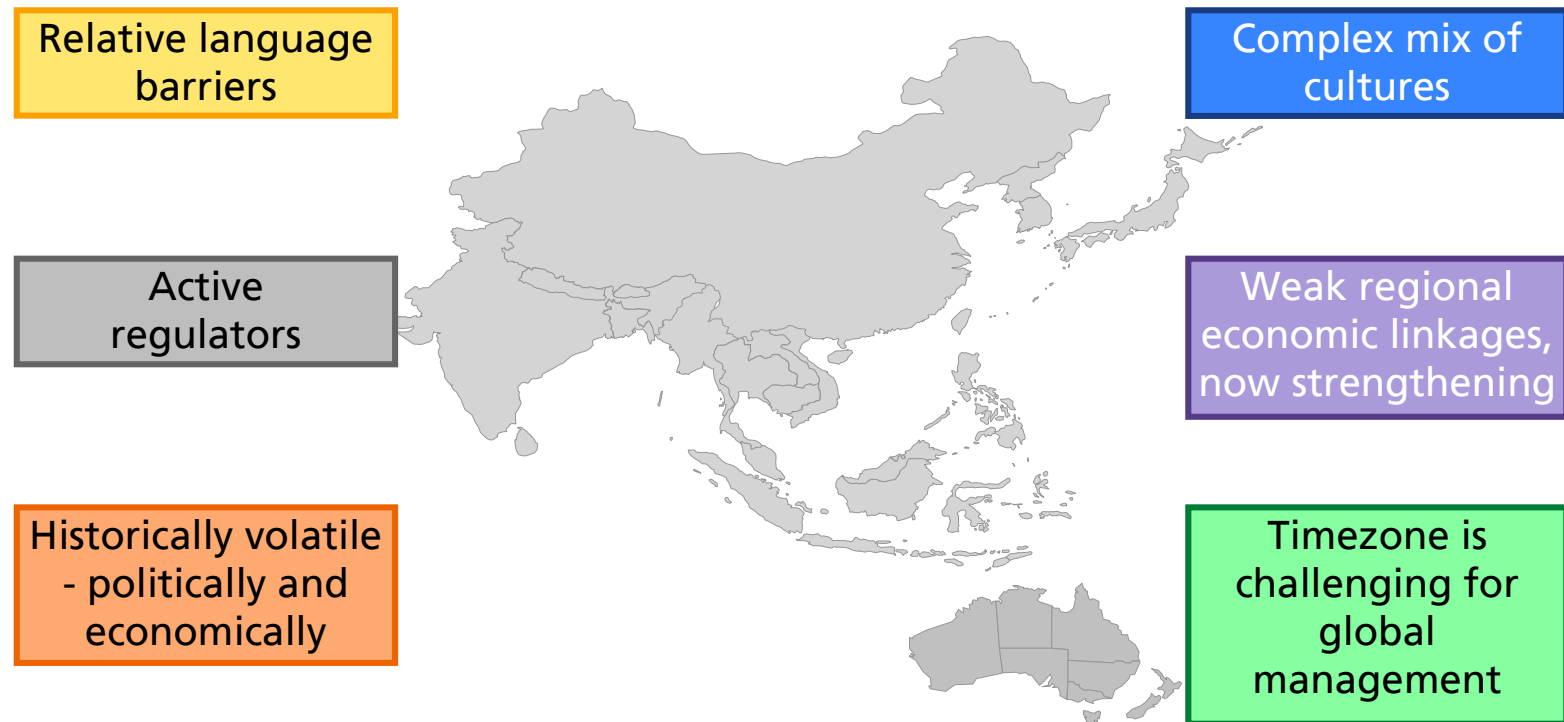 Relative language
barriers
Complex mix of
cultures
Active
regulators
Weak regional
economic linkages,
now strengthening
Historically volatile
- politically and
economically
Timezone is
challenging for
global
management